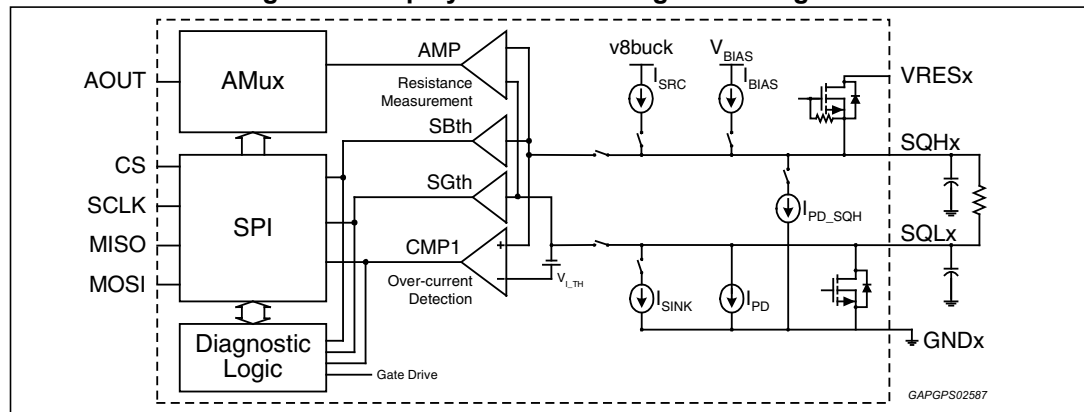 AOUT
AMux
AMP
Resistance
Measurement
v8buck
I_SRC
V_BIAS
I_BIAS
VRESx
SBth
CS
SCLK
MISO
MOSI
SPI
SGth
CMP1
+
−
Over-current
Detection
V_I_TH
SQHx
I_PD_SQH
SQLx
I_SINK
I_PD
GNDx
Diagnostic
Logic
Gate Drive
GAPGPS02587